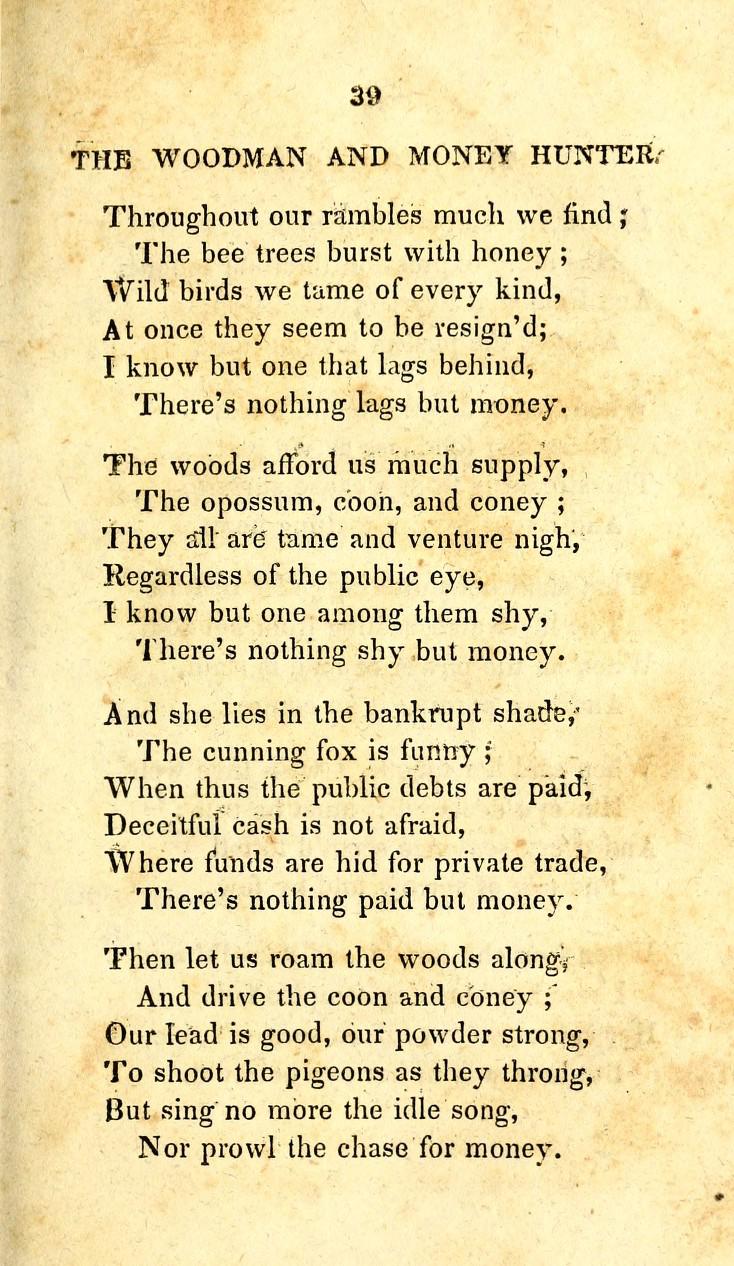 39
THE WOODMAN AND MONEY HUNTER.
Throughout our rambles much we find ;
The bee trees burst with honey ;
Wild birds we tame of every kind,
At once they seem to be resign'd;
I know but one that lags behind,
There's nothing lags but money.
The woods afford us much supply,
The opossum, coon, and coney ;
They all are tame and venture nigh,
Regardless of the public eye,
I know but one among them shy,
There's nothing shy but money.
And she lies in the bankrupt shade,
The cunning fox is funny ;
When thus the public debts are paid,
Deceitful cash is not afraid,
Where funds are hid for private trade,
There's nothing paid but money.
Then let us roam the woods along,
And drive the coon and coney ;
Our lead is good, our powder strong,
To shoot the pigeons as they throng,
But sing no more the idle song,
Nor prowl the chase for money.